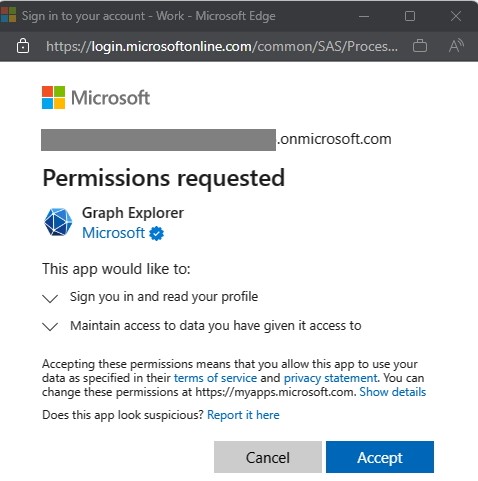 Sign in to your account - Work - Microsoft Edge
https://login.microsoftonline.com/common/SAS/Proces...
Microsoft
.onmicrosoft.com
Permissions requested
Graph Explorer
Microsoft
This app would like to:
Sign you in and read your profile
Maintain access to data you have given it access to
Accepting these permissions means that you allow this app to use your
data as specified in their terms of service and privacy statement. You can
change these permissions at https://myapps.microsoft.com. Show details
Does this app look suspicious? Report it here
Cancel
Accept